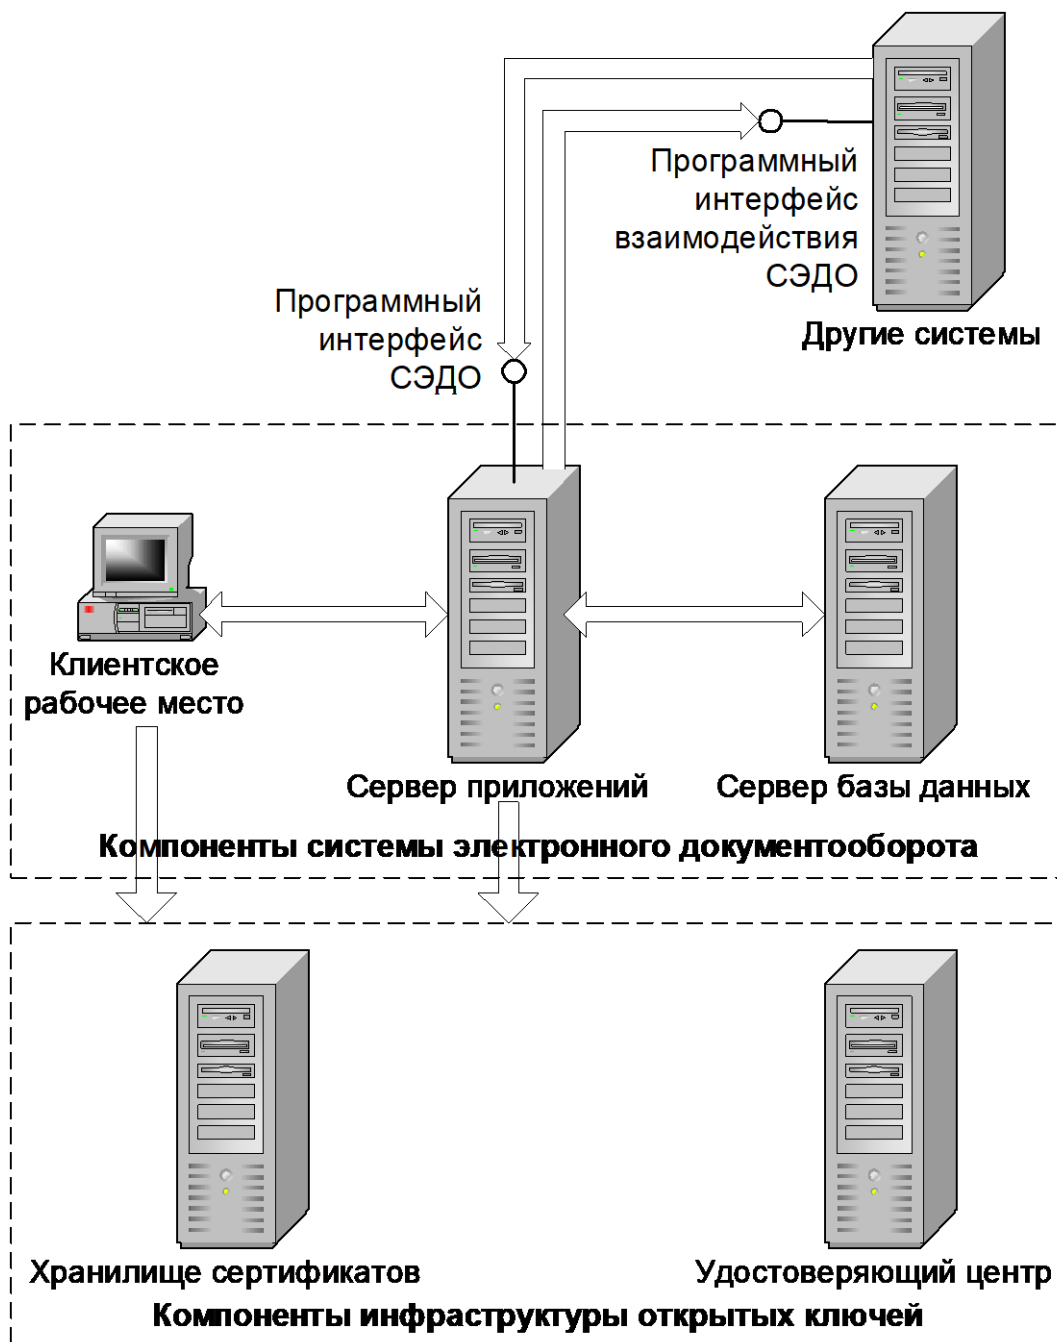 Программный
интерфейс
взаимодействия
СЭДО
Другие системы
Программный
интерфейс
СЭДО
Клиентское
рабочее место
Сервер приложений
Сервер базы данных
Компоненты системы электронного документооборота
Хранилище сертификатов
Удостоверяющий центр
Компоненты инфраструктуры открытых ключей